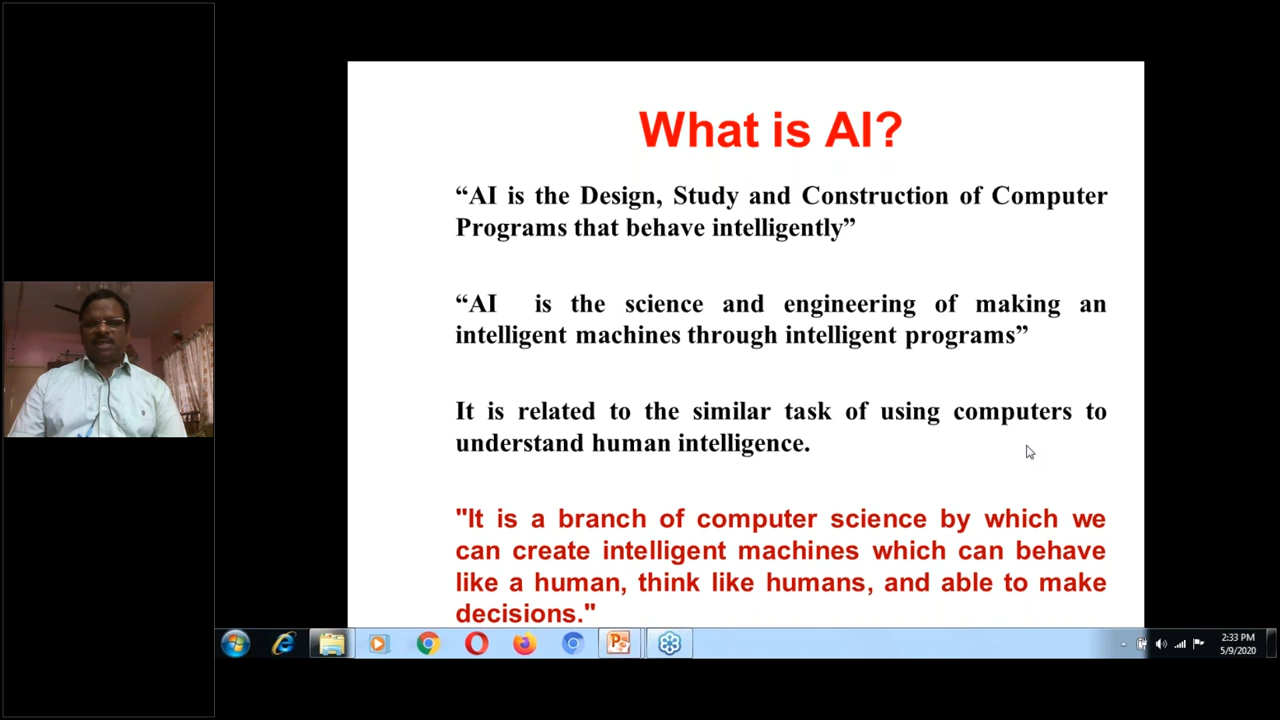 What is AI?
“AI is the Design, Study and Construction of Computer
Programs that behave intelligently”
“AI is the science and engineering of making an
intelligent machines through intelligent programs”
It is related to the similar task of using computers to
understand human intelligence.
"It is a branch of computer science by which we
can create intelligent machines which can behave
like a human, think like humans, and able to make
decisions."
2:33 PM
5/9/2020